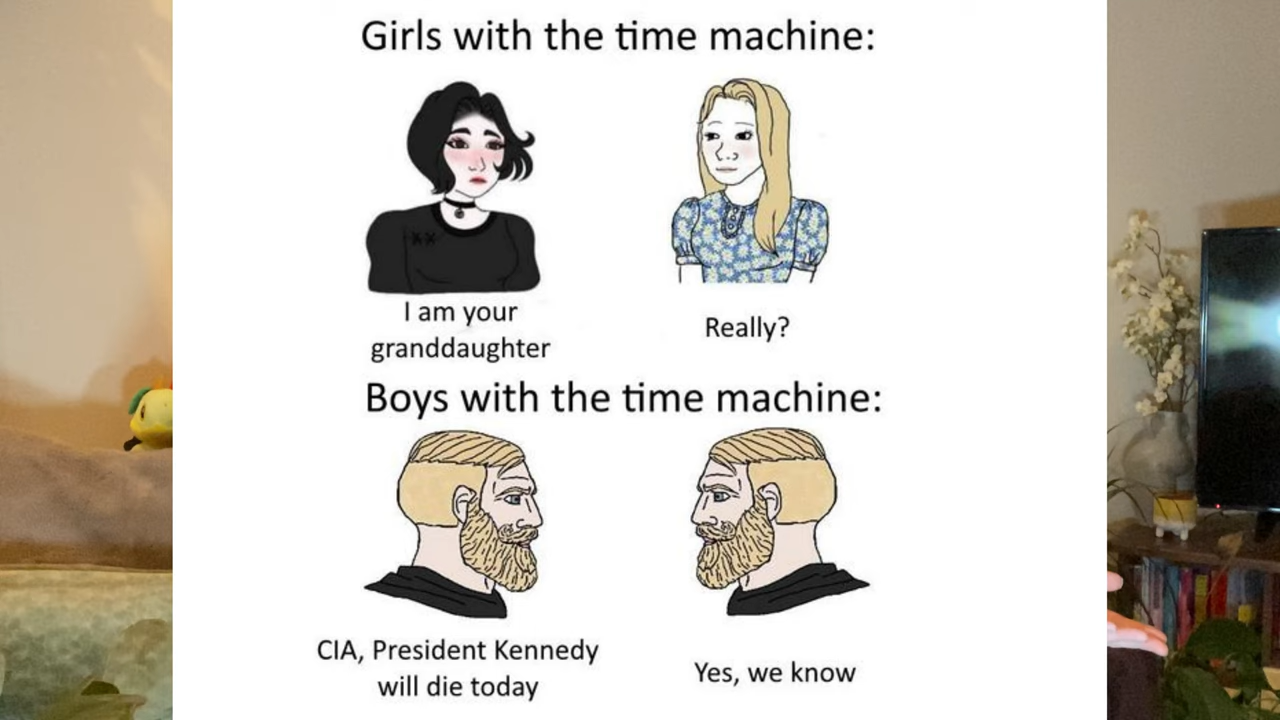 Girls with the time machine:
I am your
granddaughter
Really?
Boys with the time machine:
CIA, President Kennedy
will die today
Yes, we know